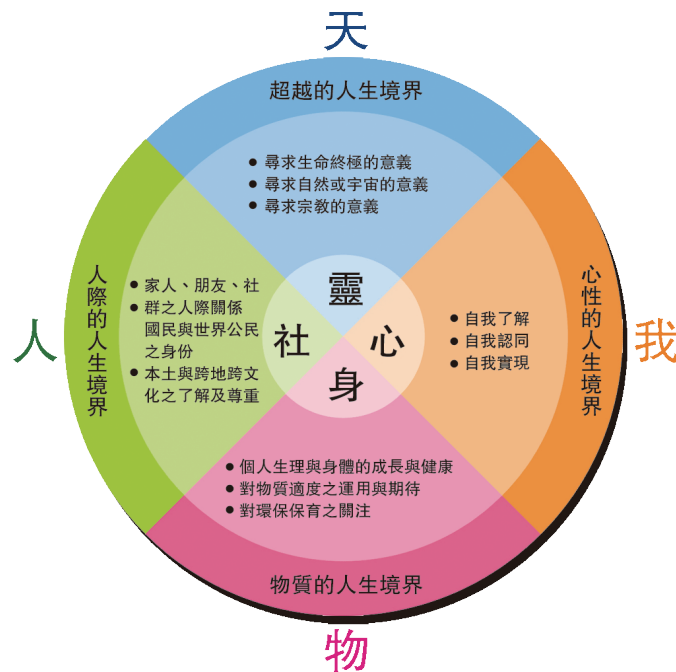 天
超越的人生境界
● 尋求生命終極的意義
● 尋求自然或宇宙的意義
● 尋求宗教的意義
靈
人
人際的人生境界
● 家人、朋友、社
● 群之人際關係
國民與世界公民
之身份
● 本土與跨地跨文
化之了解及尊重
社
心
● 自我了解
● 自我認同
● 自我實現
心性的人生境界
我
身
● 個人生理與身體的成長與健康
● 對物質適度之運用與期待
● 對環保保育之關注
物質的人生境界
物